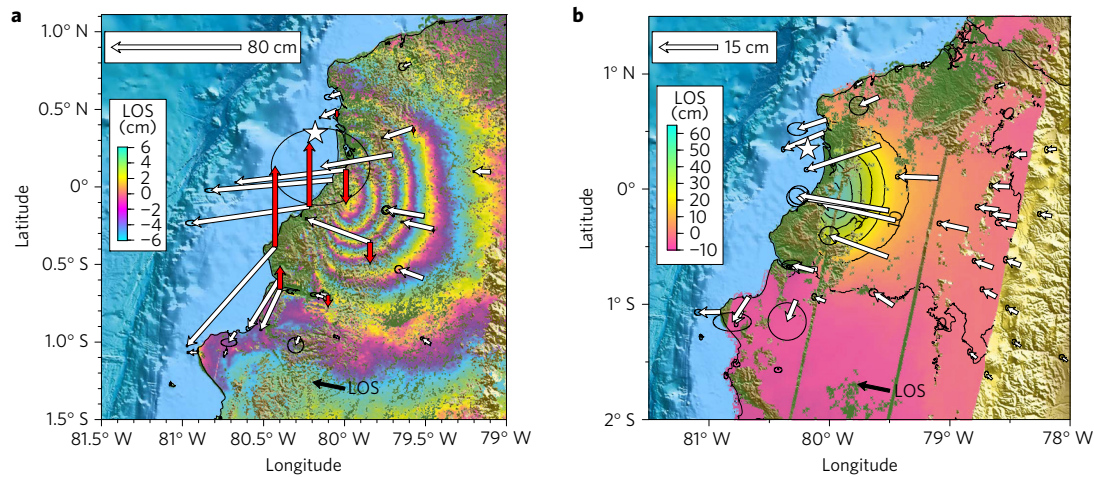 a
80 cm
LOS
(cm)
6
4
2
0
−2
−4
−6
LOS
1.0° N
0.5° N
0°
0.5° S
1.0° S
1.5° S
Latitude
81.5 W
81° W
80.5° W
80° W
79.5° W
79° W
Longitude
b
15 cm
LOS
(cm)
60
50
40
30
20
10
0
−10
LOS
1° N
0°
1° S
2° S
Latitude
81° W
80° W
79° W
78° W
Longitude